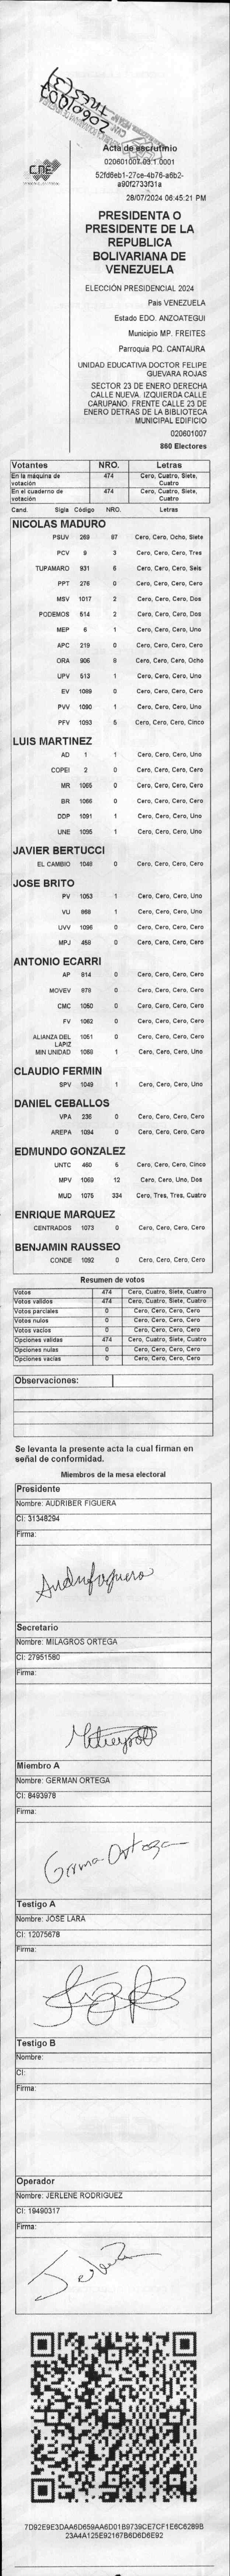 CNE
Acta de escrutinio
020601007.03.1.0001
28/07/2024 06:45:21 PM
PRESIDENTA O
PRESIDENTE DE LA
REPUBLICA
BOLIVARIANA DE
VENEZUELA
ELECCIÓN PRESIDENCIAL 2024
Pais VENEZUELA
Estado EDO. ANZOATEGUI
Municipio MP. FREITES
Parroquia PQ. CANTAURA
UNIDAD EDUCATIVA DOCTOR FELIPE
GUEVARA ROJAS
SECTOR 23 DE ENERO DERECHA
CALLE NUEVA. IZQUIERDA CALLE
CARUPANO. FRENTE CALLE 23 DE
ENERO DETRAS DE LA BIBLIOTECA
MUNICIPAL EDIFICIO
020601007
860 Electores
Votantes NRO. Letras
En la máquina de votación 474 Cero, Cuatro, Siete, Cuatro
En el cuaderno de votación 474 Cero, Cuatro, Siete, Cuatro
Cand. Sigla Código NRO. Letras
NICOLAS MADURO
PSUV 269 87 Cero, Cero, Ocho, Siete
PCV 9 3 Cero, Cero, Cero, Tres
TUPAMARO 931 6 Cero, Cero, Cero, Seis
PPT 276 0 Cero, Cero, Cero, Cero
MSV 1017 2 Cero, Cero, Cero, Dos
PODEMOS 514 2 Cero, Cero, Cero, Dos
MEP 6 1 Cero, Cero, Cero, Uno
APC 219 0 Cero, Cero, Cero, Cero
ORA 906 8 Cero, Cero, Cero, Ocho
UPV 513 1 Cero, Cero, Cero, Uno
EV 1089 0 Cero, Cero, Cero, Cero
PVV 1090 1 Cero, Cero, Cero, Uno
PFV 1093 5 Cero, Cero, Cero, Cinco
LUIS MARTINEZ
AD 1 1 Cero, Cero, Cero, Uno
COPEI 2 0 Cero, Cero, Cero, Cero
MR 1065 0 Cero, Cero, Cero, Cero
BR 1066 0 Cero, Cero, Cero, Cero
DDP 1091 1 Cero, Cero, Cero, Uno
UNE 1095 1 Cero, Cero, Cero, Uno
JAVIER BERTUCCI
EL CAMBIO 1048 0 Cero, Cero, Cero, Cero
JOSE BRITO
PV 1053 1 Cero, Cero, Cero, Uno
VU 868 1 Cero, Cero, Cero, Uno
UVV 1096 0 Cero, Cero, Cero, Cero
MPJ 459 0 Cero, Cero, Cero, Cero
ANTONIO ECARRI
AP 814 0 Cero, Cero, Cero, Cero
MOVEV 878 0 Cero, Cero, Cero, Cero
CMC 1050 0 Cero, Cero, Cero, Cero
FV 1062 0 Cero, Cero, Cero, Cero
ALIANZA DEL LAPIZ 1051 0 Cero, Cero, Cero, Cero
MIN UNIDAD 1059 1 Cero, Cero, Cero, Uno
CLAUDIO FERMIN
SPV 1049 1 Cero, Cero, Cero, Uno
DANIEL CEBALLOS
VPA 236 0 Cero, Cero, Cero, Cero
AREPA 1094 0 Cero, Cero, Cero, Cero
EDMUNDO GONZALEZ
UNTC 460 5 Cero, Cero, Cero, Cinco
MPV 1069 12 Cero, Cero, Uno, Dos
MUD 1075 334 Cero, Tres, Tres, Cuatro
ENRIQUE MARQUEZ
CENTRADOS 1073 0 Cero, Cero, Cero, Cero
BENJAMIN RAUSSEO
CONDE 1092 0 Cero, Cero, Cero, Cero
Resumen de votos
Votos 474 Cero, Cuatro, Siete, Cuatro
Votos validos 474 Cero, Cuatro, Siete, Cuatro
Votos parciales 0 Cero, Cero, Cero, Cero
Votos nulos 0 Cero, Cero, Cero, Cero
Votos vacios 0 Cero, Cero, Cero, Cero
Opciones validas 474 Cero, Cuatro, Siete, Cuatro
Opciones nulas 0 Cero, Cero, Cero, Cero
Opciones vacias 0 Cero, Cero, Cero, Cero
Observaciones:
Se levanta la presente acta la cual firman en
señal de conformidad.
Miembros de la mesa electoral
Presidente
Nombre: AUDRIBER FIGUERA
CI: 31348294
Firma:
Secretario
Nombre: MILAGROS ORTEGA
CI: 27951580
Firma:
Miembro A
Nombre: GERMAN ORTEGA
CI: 8493978
Firma:
German Ortega
Testigo A
Nombre: JOSE LARA
CI: 12075678
Firma:
Testigo B
Nombre:
CI:
Firma:
Operador
Nombre: JERLENE RODRIGUEZ
CI: 19490317
Firma:
7D92E9E3DAA6D659AA6D01B9739CE7CF1E6C6289B
23A4A125E92167B6D6D6E92